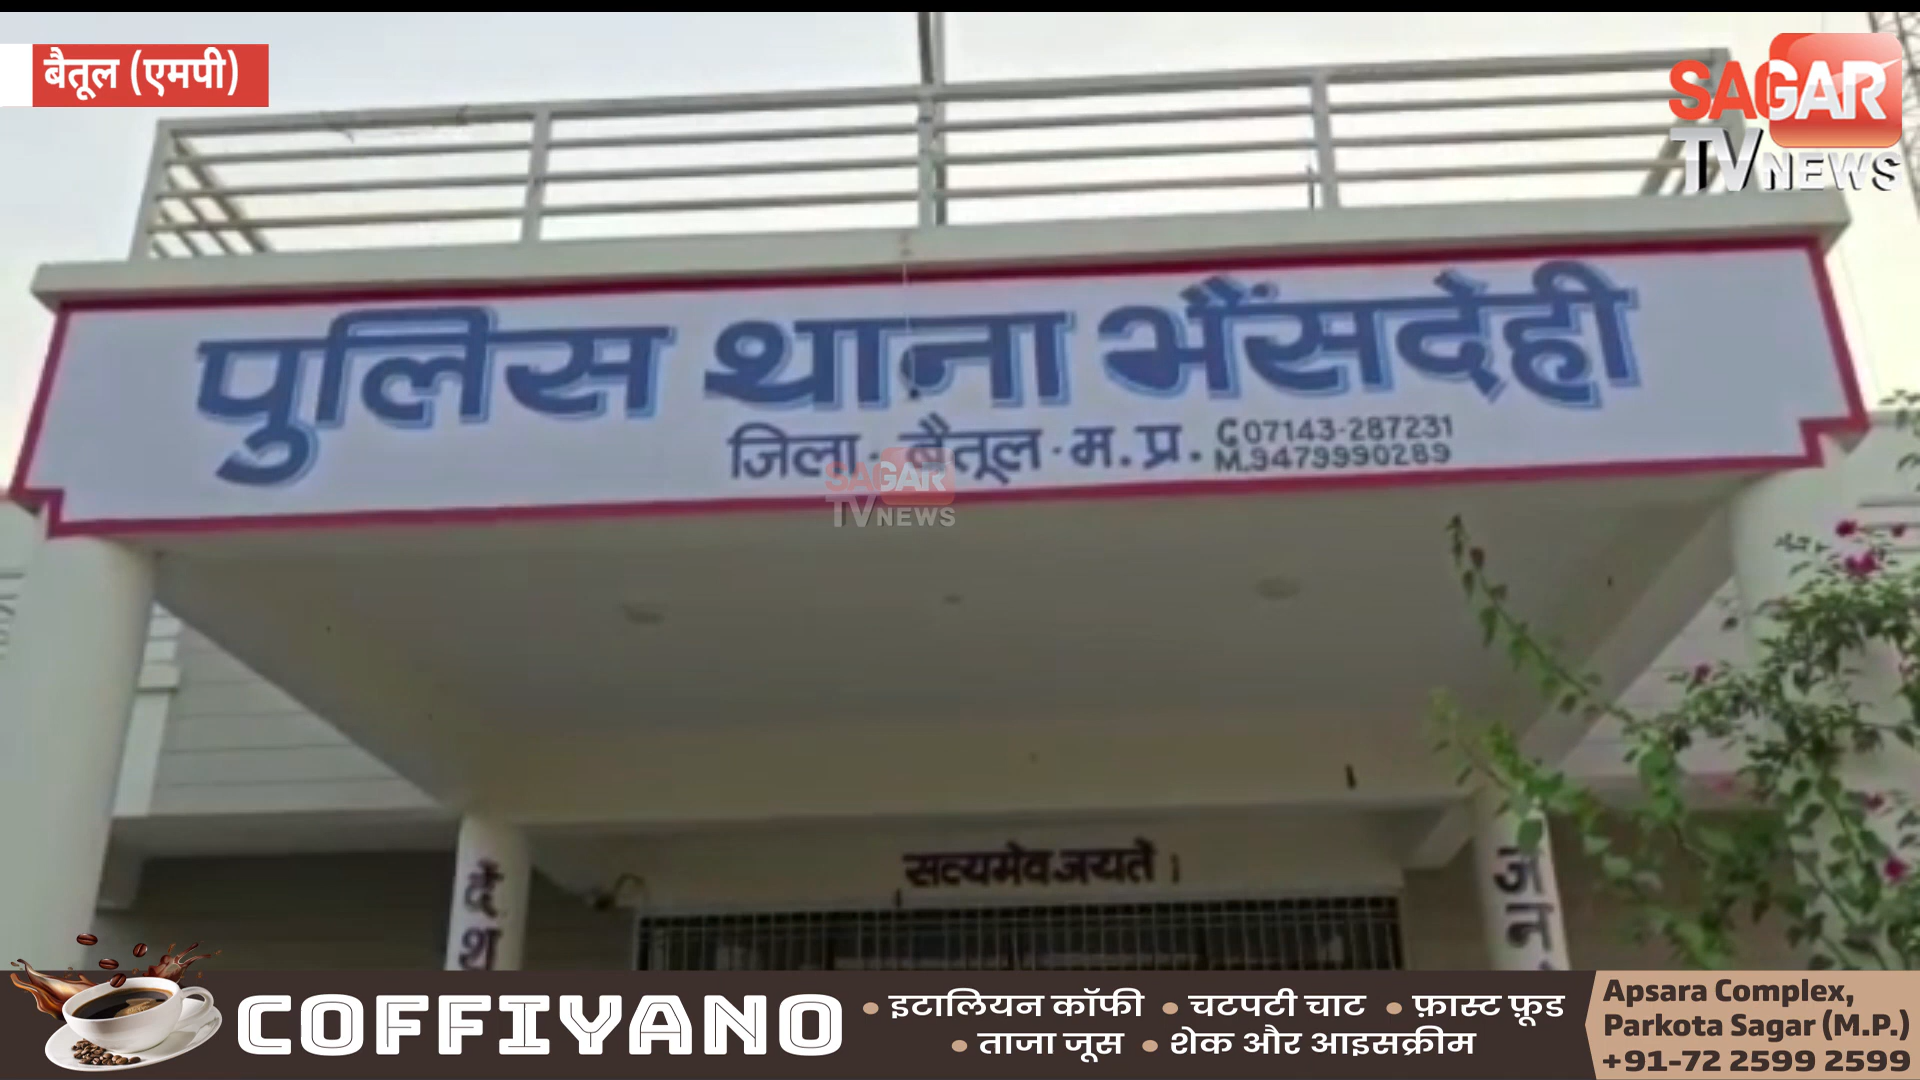 बैतूल (एमपी)
SAGAR
TV NEWS
पुलिस थाना भैंसदेही
जिला · बैतूल · म. प्र.
C 07143-287231
M. 9479990289
SAGAR
TV NEWS
सत्यमेव जयते।
दे
श
ज
न
COFFIYANO
• इटालियन कॉफी • चटपटी चाट • फ़ास्ट फ़ूड
• ताजा जूस • शेक और आइसक्रीम
Apsara Complex,
Parkota Sagar (M.P.)
+91-72 2599 2599